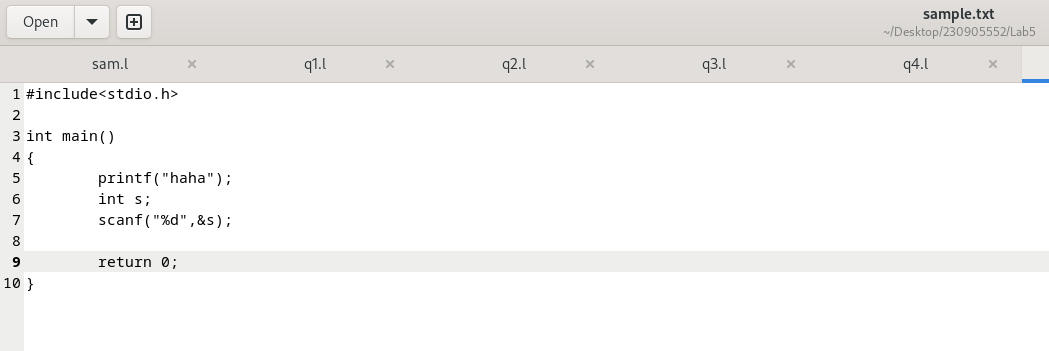 Open
sample.txt
~/Desktop/230905552/Lab5
sam.l × q1.l × q2.l × q3.l × q4.l ×
1 #include<stdio.h>
2
3 int main()
4 {
5         printf("haha");
6         int s;
7         scanf("%d",&s);
8
9         return 0;
10 }